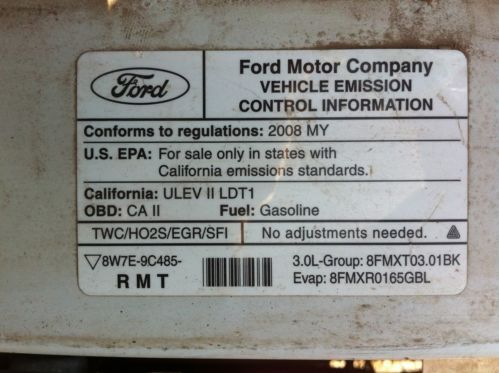 Ford
Ford Motor Company
VEHICLE EMISSION
CONTROL INFORMATION
Conforms to regulations: 2008 MY
U.S. EPA: For sale only in states with
California emissions standards.
California: ULEV II LDT1
OBD: CA II Fuel: Gasoline
TWC/HO2S/EGR/SFI No adjustments needed.
8W7E-9C485-
R M T
3.0L-Group: 8FMXT03.01BK
Evap: 8FMXR0165GBL